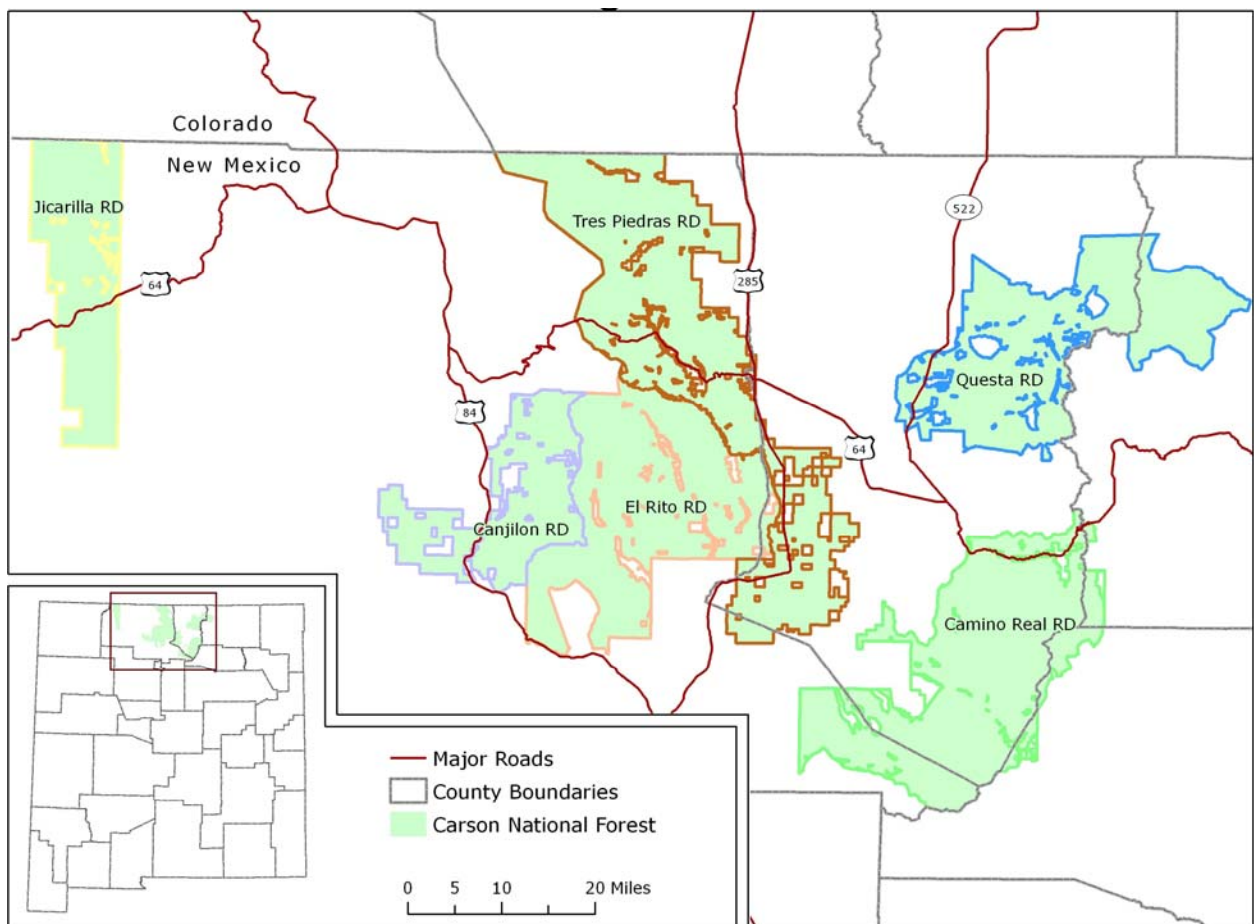 Colorado
New Mexico
Jicarilla RD
Tres Piedras RD
522
64
285
Questa RD
84
64
El Rito RD
Canjilon RD
Camino Real RD
Major Roads
County Boundaries
Carson National Forest
0 5 10 20 Miles